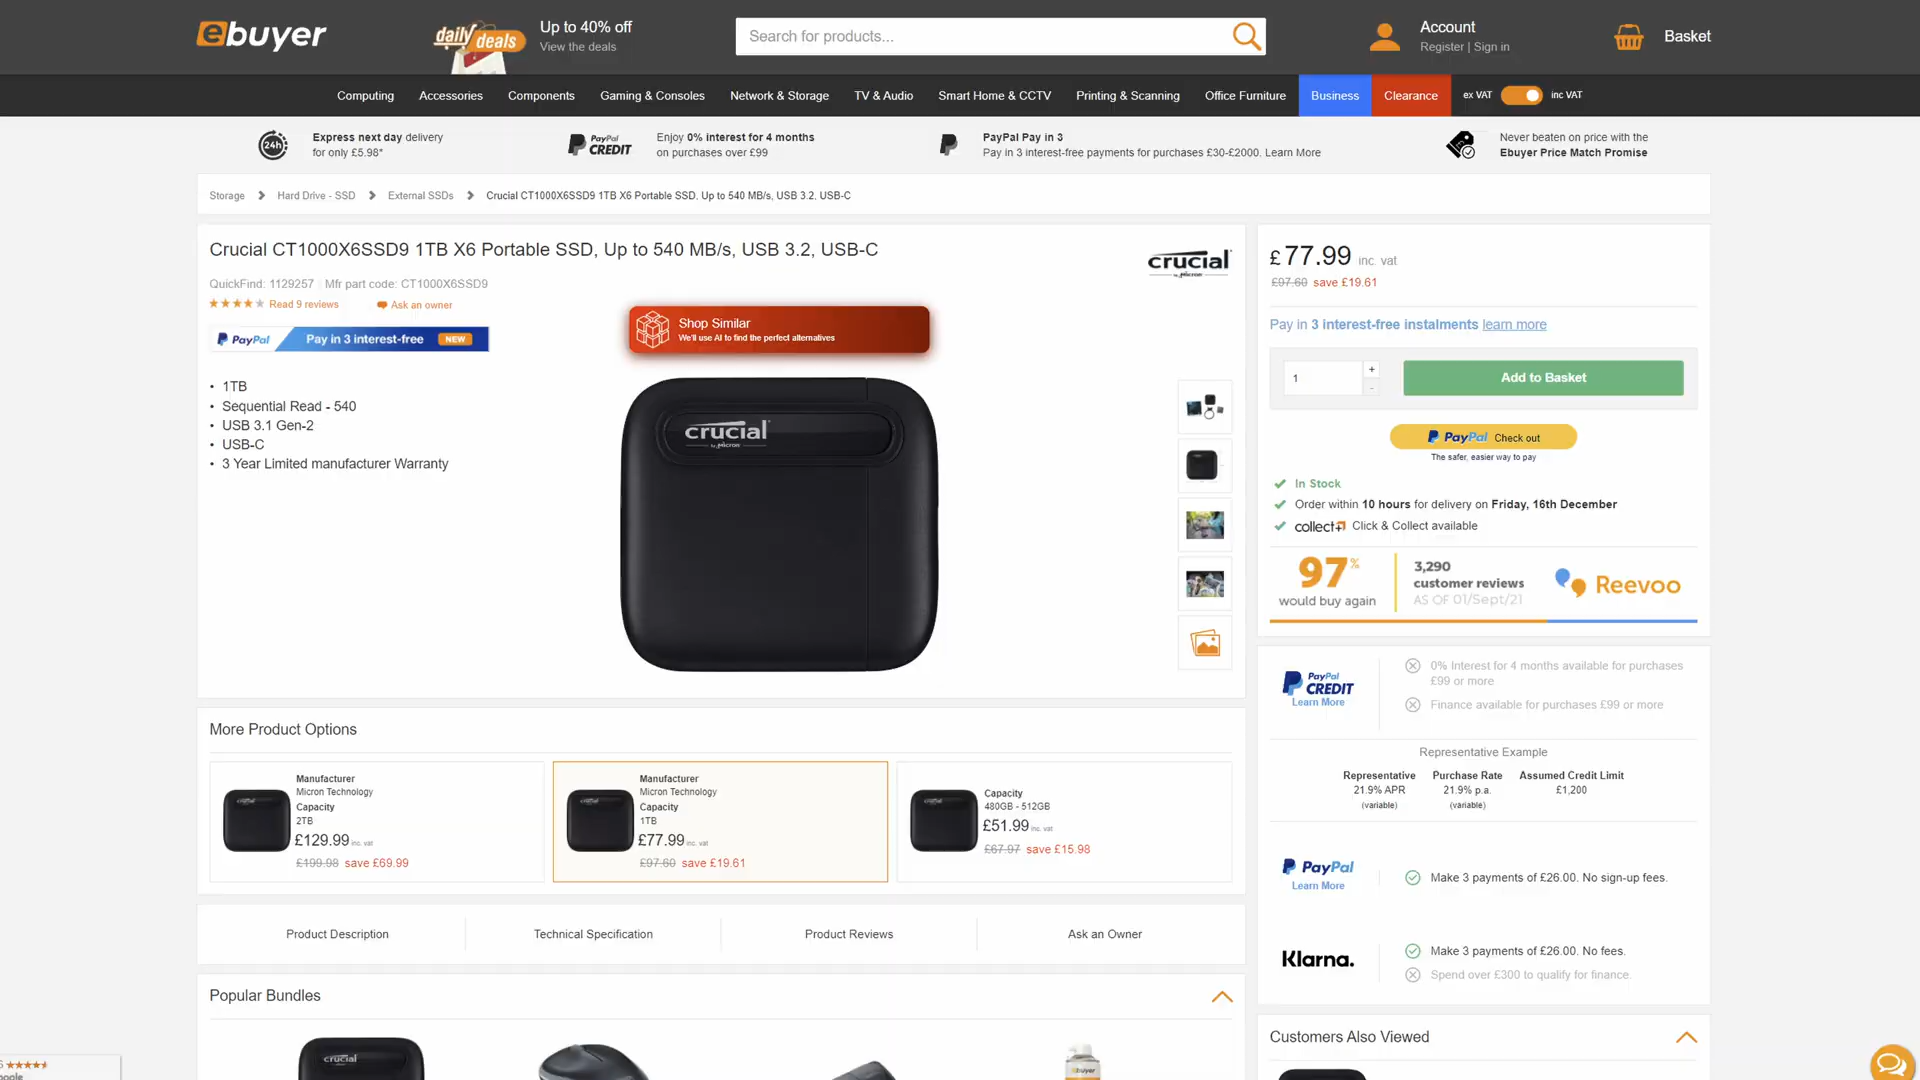 ebuyer
daily deals
Up to 40% off
View the deals
Search for products...
Account
Register | Sign in
Basket
Computing
Accessories
Components
Gaming & Consoles
Network & Storage
TV & Audio
Smart Home & CCTV
Printing & Scanning
Office Furniture
Business
Clearance
ex VAT
inc VAT
24h
Express next day delivery
for only £5.98*
PayPal
CREDIT
Enjoy 0% interest for 4 months
on purchases over £99
PayPal Pay in 3
Pay in 3 interest-free payments for purchases £30-£2000. Learn More
Never beaten on price with the
Ebuyer Price Match Promise
Storage
Hard Drive - SSD
External SSDs
Crucial CT1000X6SSD9 1TB X6 Portable SSD, Up to 540 MB/s, USB 3.2, USB-C
Crucial CT1000X6SSD9 1TB X6 Portable SSD, Up to 540 MB/s, USB 3.2, USB-C
QuickFind: 1129257 Mfr part code: CT1000X6SSD9
Read 9 reviews
Ask an owner
PayPal
Pay in 3 interest-free
NEW
crucial
by Micron
Shop Similar
We'll use AI to find the perfect alternatives
• 1TB
• Sequential Read - 540
• USB 3.1 Gen-2
• USB-C
• 3 Year Limited manufacturer Warranty
crucial
by Micron
£77.99 inc. vat
£97.60 save £19.61
Pay in 3 interest-free instalments learn more
1
+
-
Add to Basket
PayPal Check out
The safer, easier way to pay
In Stock
Order within 10 hours for delivery on Friday, 16th December
collect+ Click & Collect available
97%
would buy again
3,290
customer reviews
AS OF 01/Sept/21
Reevoo
PayPal
CREDIT
Learn More
0% Interest for 4 months available for purchases
£99 or more
Finance available for purchases £99 or more
Representative Example
Representative
21.9% APR
(variable)
Purchase Rate
21.9% p.a.
(variable)
Assumed Credit Limit
£1,200
PayPal
Learn More
Make 3 payments of £26.00. No sign-up fees.
Klarna.
Make 3 payments of £26.00. No fees.
Spend over £300 to qualify for finance.
Customers Also Viewed
More Product Options
Manufacturer
Micron Technology
Capacity
2TB
£129.99 inc. vat
£199.98 save £69.99
Manufacturer
Micron Technology
Capacity
1TB
£77.99 inc. vat
£97.60 save £19.61
Capacity
480GB - 512GB
£51.99 inc. vat
£67.97 save £15.98
Product Description
Technical Specification
Product Reviews
Ask an Owner
Popular Bundles
crucial
ebuyer